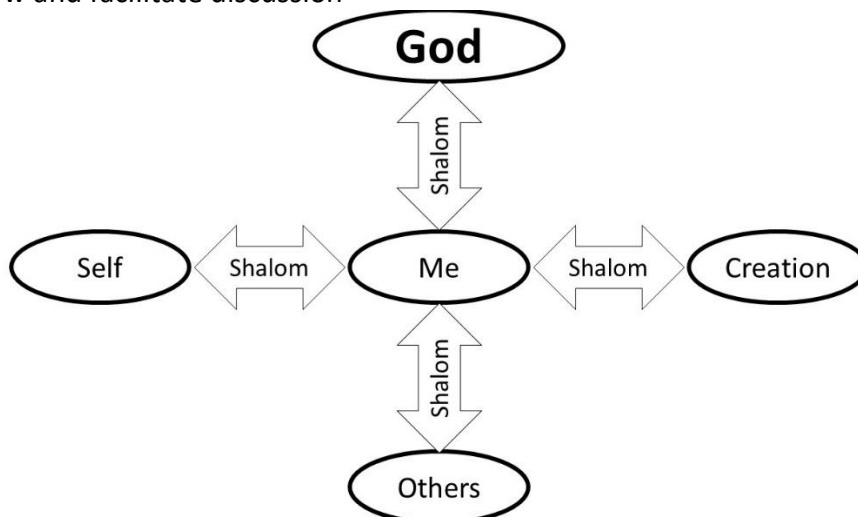 and facilitate discussion
God
Shalom
Self
Shalom
Me
Shalom
Creation
Shalom
Others